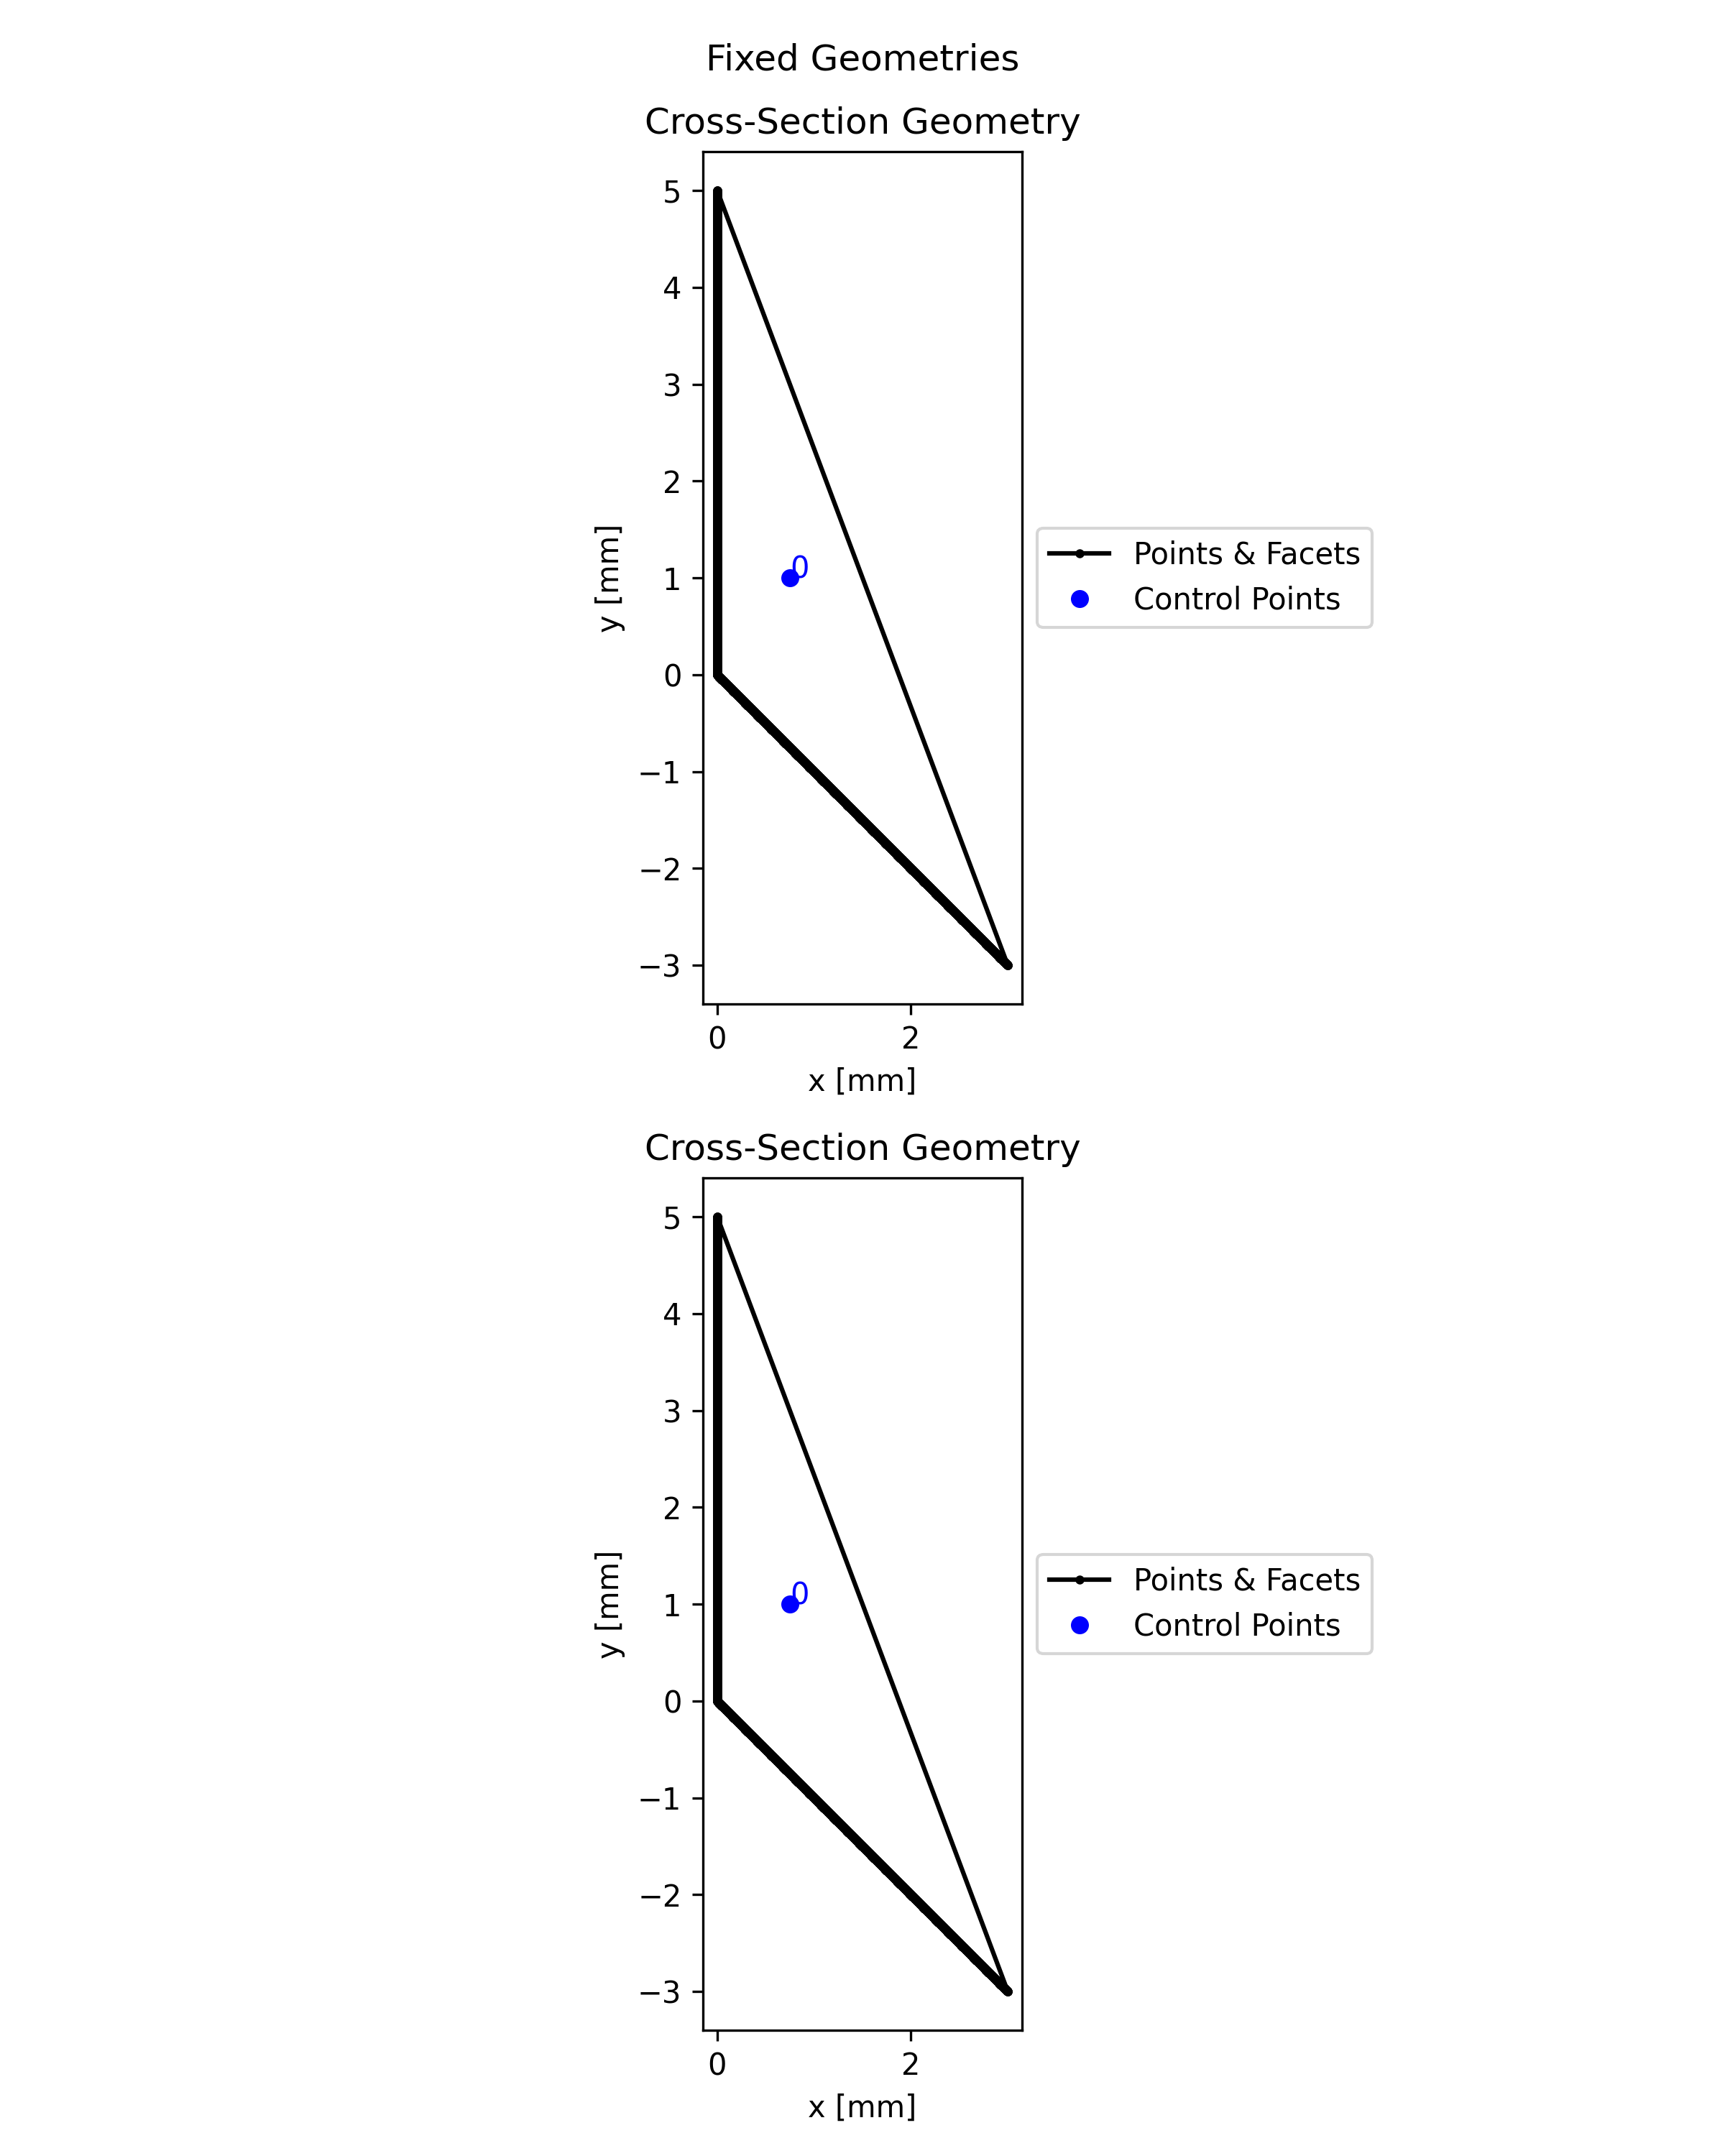 Fixed Geometries
Cross-Section Geometry
5
4
3
2
1
0
−1
−2
−3
y [mm]
0
0 2
x [mm]
Points & Facets
Control Points
Cross-Section Geometry
5
4
3
2
1
0
−1
−2
−3
y [mm]
0
0 2
x [mm]
Points & Facets
Control Points